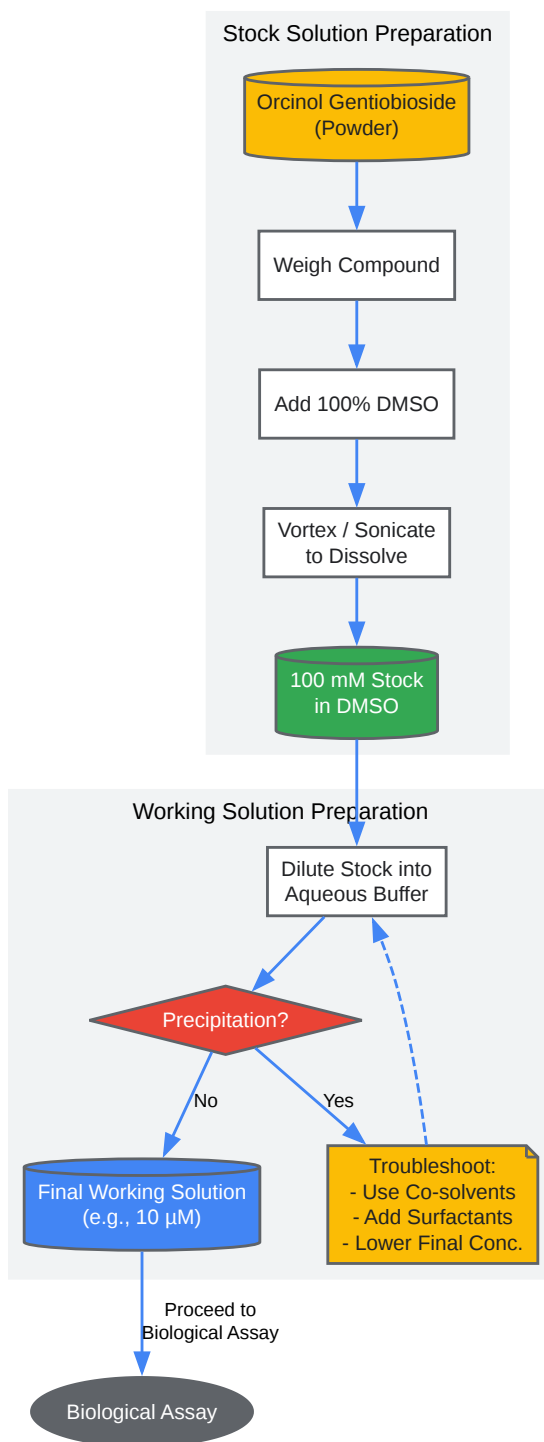 Stock Solution Preparation
Orcinol Gentiobioside
(Powder)
Weigh Compound
Add 100% DMSO
Vortex / Sonicate
to Dissolve
100 mM Stock
in DMSO
Working Solution Preparation
Dilute Stock into
Aqueous Buffer
Precipitation?
No
Yes
Final Working Solution
(e.g., 10 µM)
Troubleshoot:
- Use Co-solvents
- Add Surfactants
- Lower Final Conc.
Proceed to
Biological Assay
Biological Assay